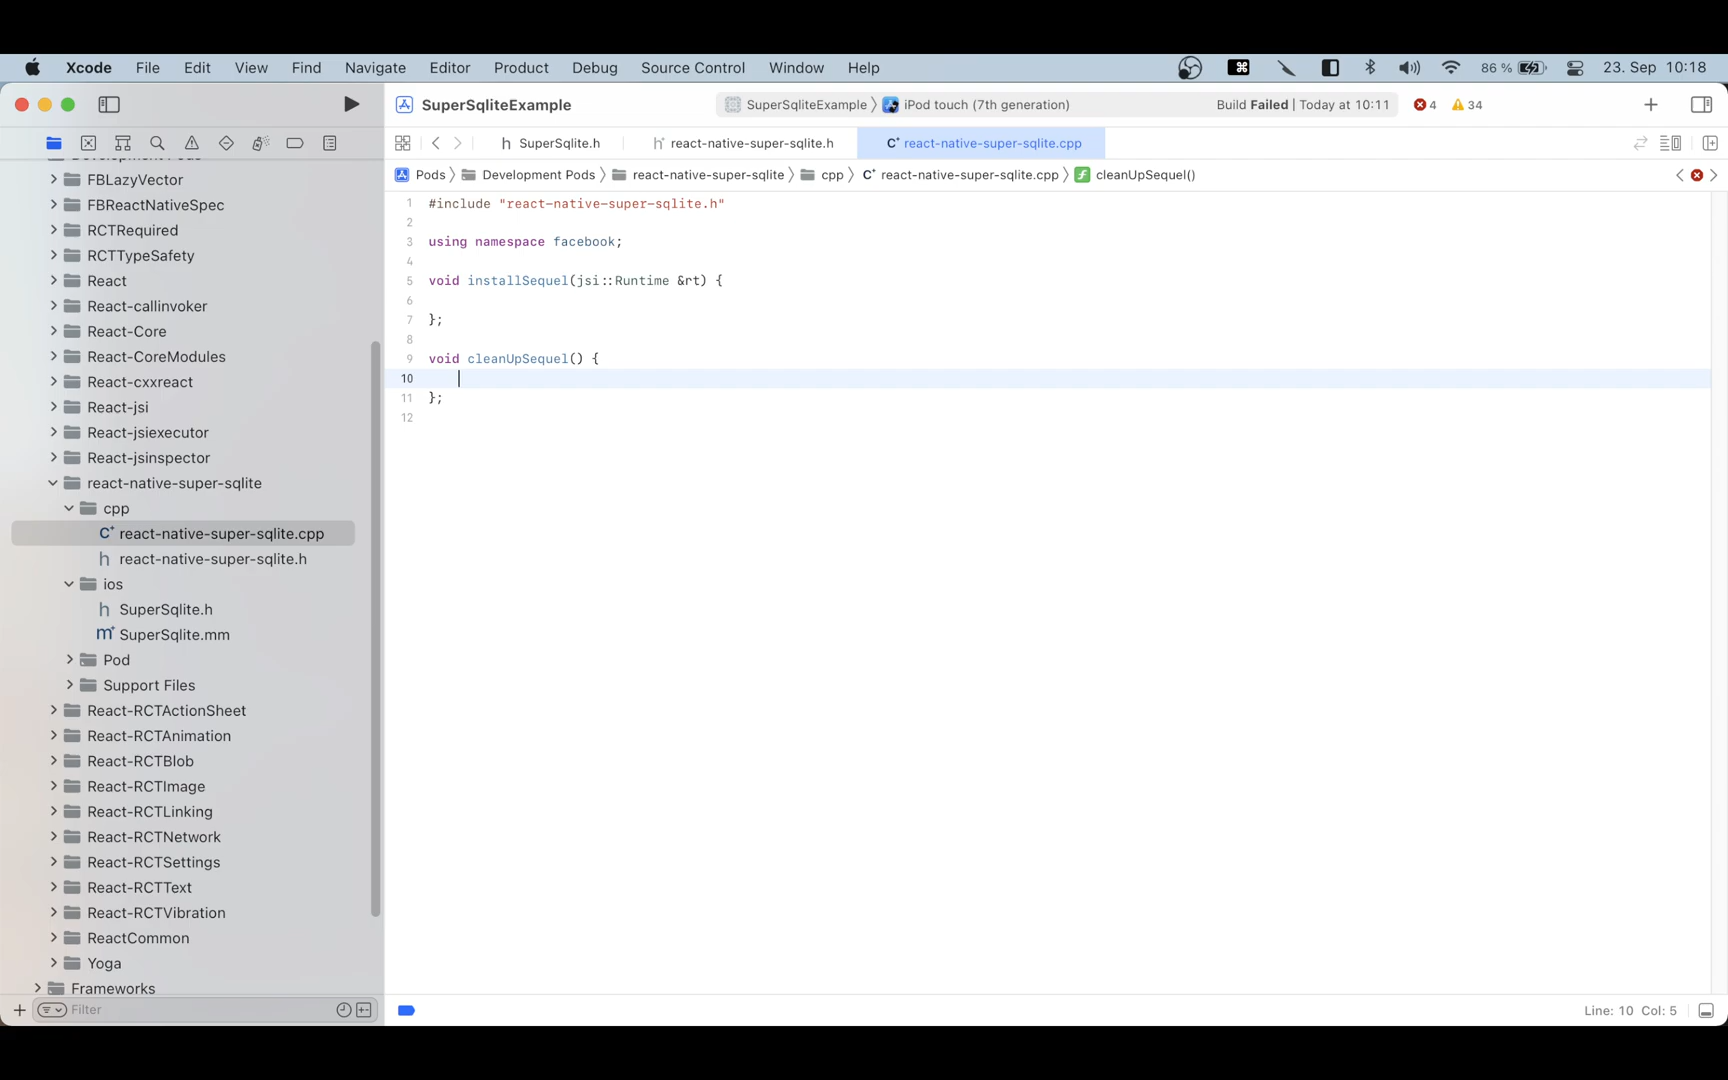 Xcode File Edit View Find Navigate Editor Product Debug Source Control Window Help 86 % 23. Sep 10:18
SuperSqliteExample SuperSqliteExample iPod touch (7th generation) Build Failed | Today at 10:11 4 34
SuperSqlite.h react-native-super-sqlite.h react-native-super-sqlite.cpp
Pods Development Pods react-native-super-sqlite cpp react-native-super-sqlite.cpp cleanUpSequel()
Development Pods
FBLazyVector
FBReactNativeSpec
RCTRequired
RCTTypeSafety
React
React-callinvoker
React-Core
React-CoreModules
React-cxxreact
React-jsi
React-jsiexecutor
React-jsinspector
react-native-super-sqlite
cpp
react-native-super-sqlite.cpp
react-native-super-sqlite.h
ios
SuperSqlite.h
SuperSqlite.mm
Pod
Support Files
React-RCTActionSheet
React-RCTAnimation
React-RCTBlob
React-RCTImage
React-RCTLinking
React-RCTNetwork
React-RCTSettings
React-RCTText
React-RCTVibration
ReactCommon
Yoga
Frameworks
Filter
1 #include "react-native-super-sqlite.h"
2
3 using namespace facebook;
4
5 void installSequel(jsi::Runtime &rt) {
6
7 };
8
9 void cleanUpSequel() {
10
11 };
12
Line: 10 Col: 5